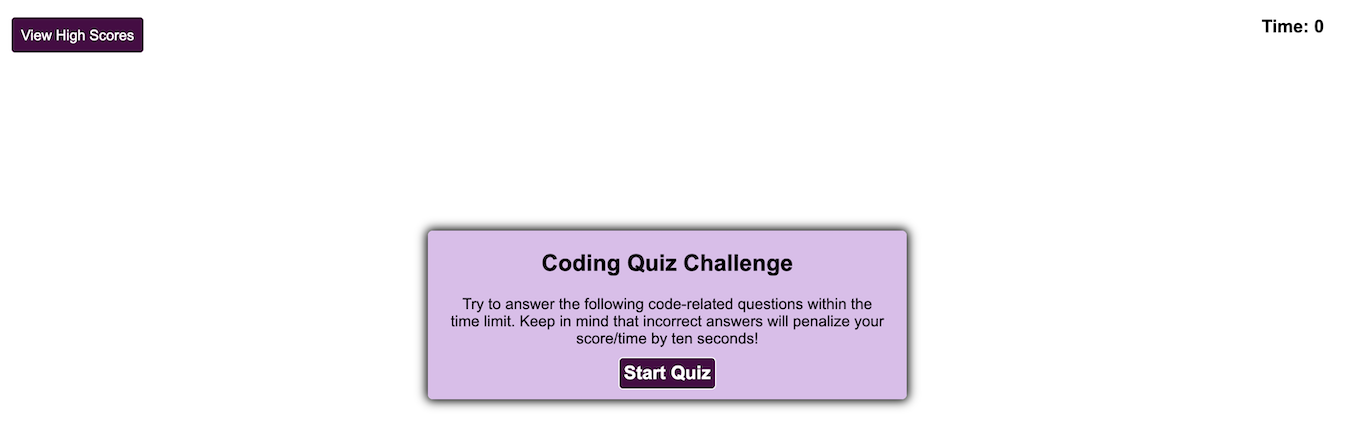 View High Scores
Time: 0
Coding Quiz Challenge
Try to answer the following code-related questions within the
time limit. Keep in mind that incorrect answers will penalize your
score/time by ten seconds!
Start Quiz